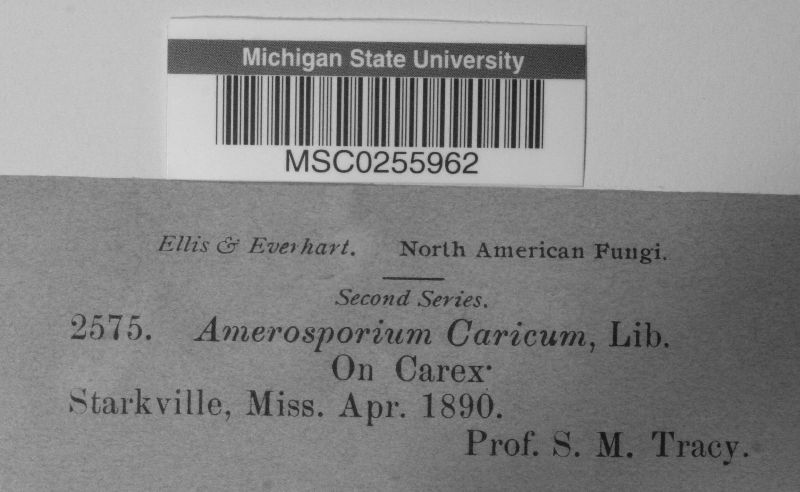 Michigan State University
MSC0255962
Ellis & Everhart. North American Fungi.
Second Series.
2575. Amerosporium Caricum, Lib.
On Carex·
Starkville, Miss. Apr. 1890.
Prof. S. M. Tracy.